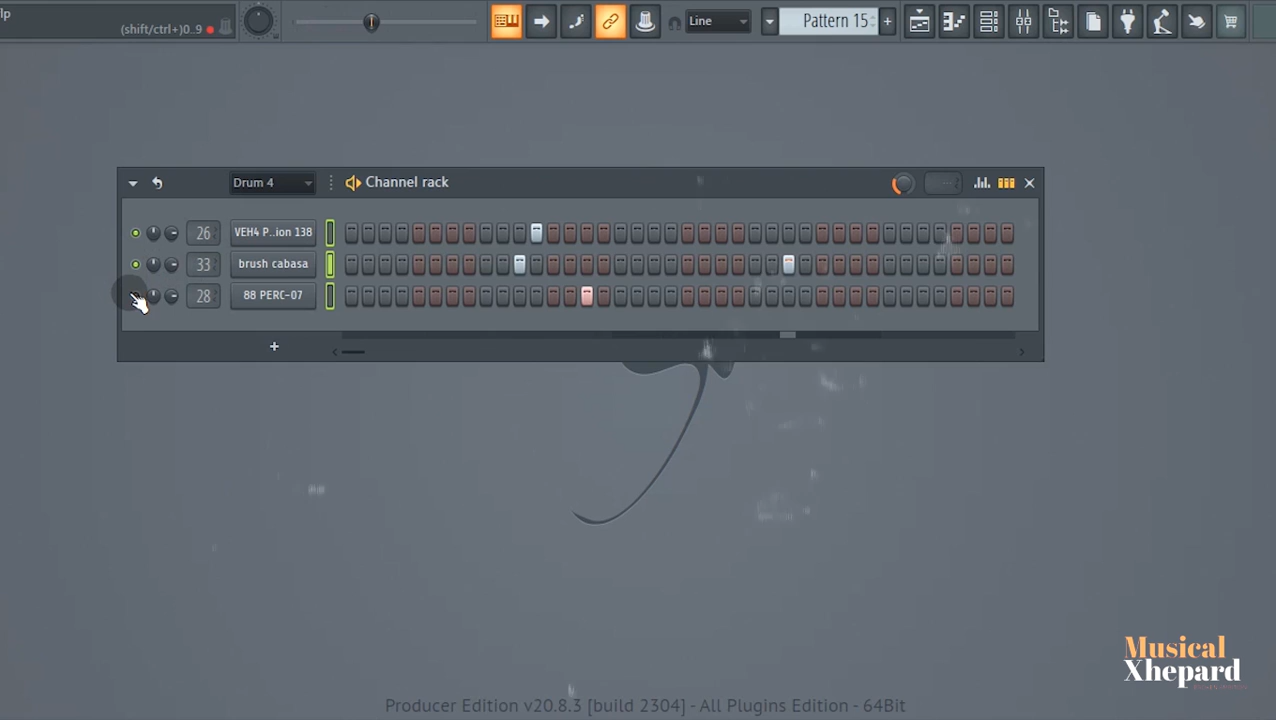 lp
(shift/ctrl+)0..9
Line
Pattern 15
+
Drum 4
Channel rack
26
VEH4 P..ion 138
33
brush cabasa
28
88 PERC-07
+
Musical
Xhepard
Producer Edition v20.8.3 [build 2304] - All Plugins Edition - 64Bit